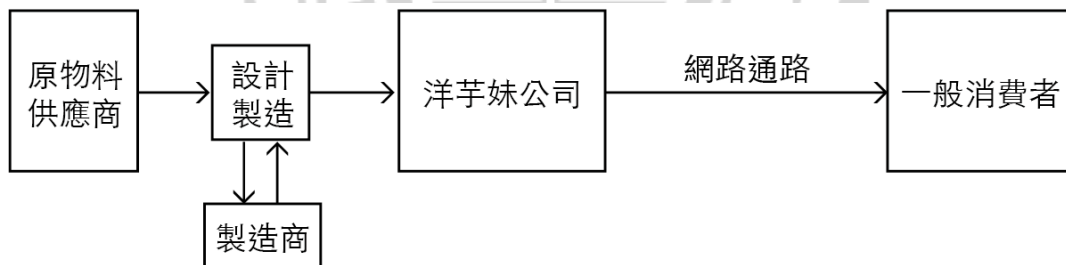 原物料
供應商
設計
製造
製造商
洋芋妹公司
網路通路
一般消費者